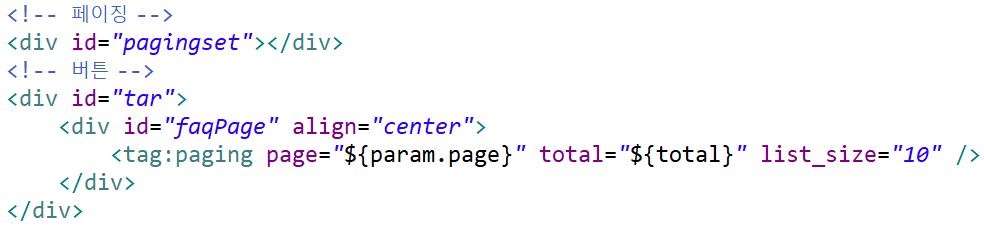 <!-- 페이징 -->
<div id="pagingset"></div>
<!-- 버튼 -->
<div id="tar">
    <div id="faqPage" align="center">
        <tag:paging page="${param.page}" total="${total}" list_size="10" />
    </div>
</div>